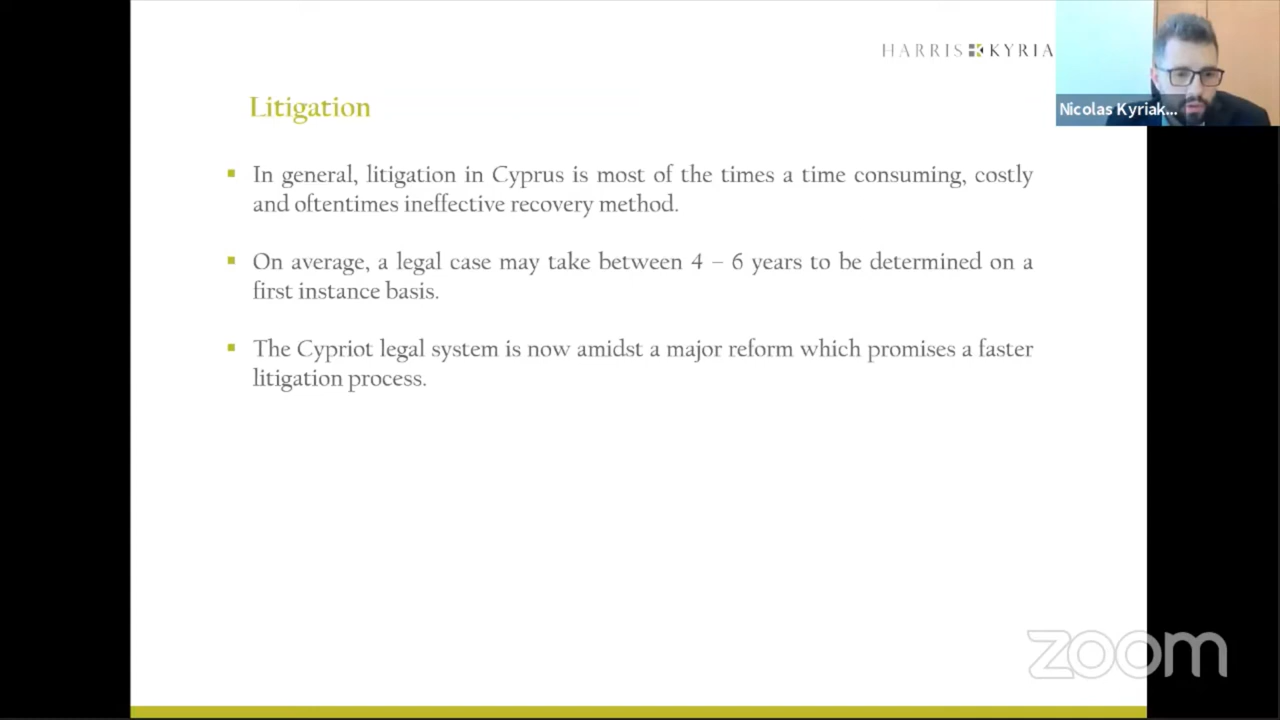 HARRIS KYRIA
Nicolas Kyriak...
Litigation
In general, litigation in Cyprus is most of the times a time consuming, costly
and oftentimes ineffective recovery method.
On average, a legal case may take between 4 – 6 years to be determined on a
first instance basis.
The Cypriot legal system is now amidst a major reform which promises a faster
litigation process.
zoom